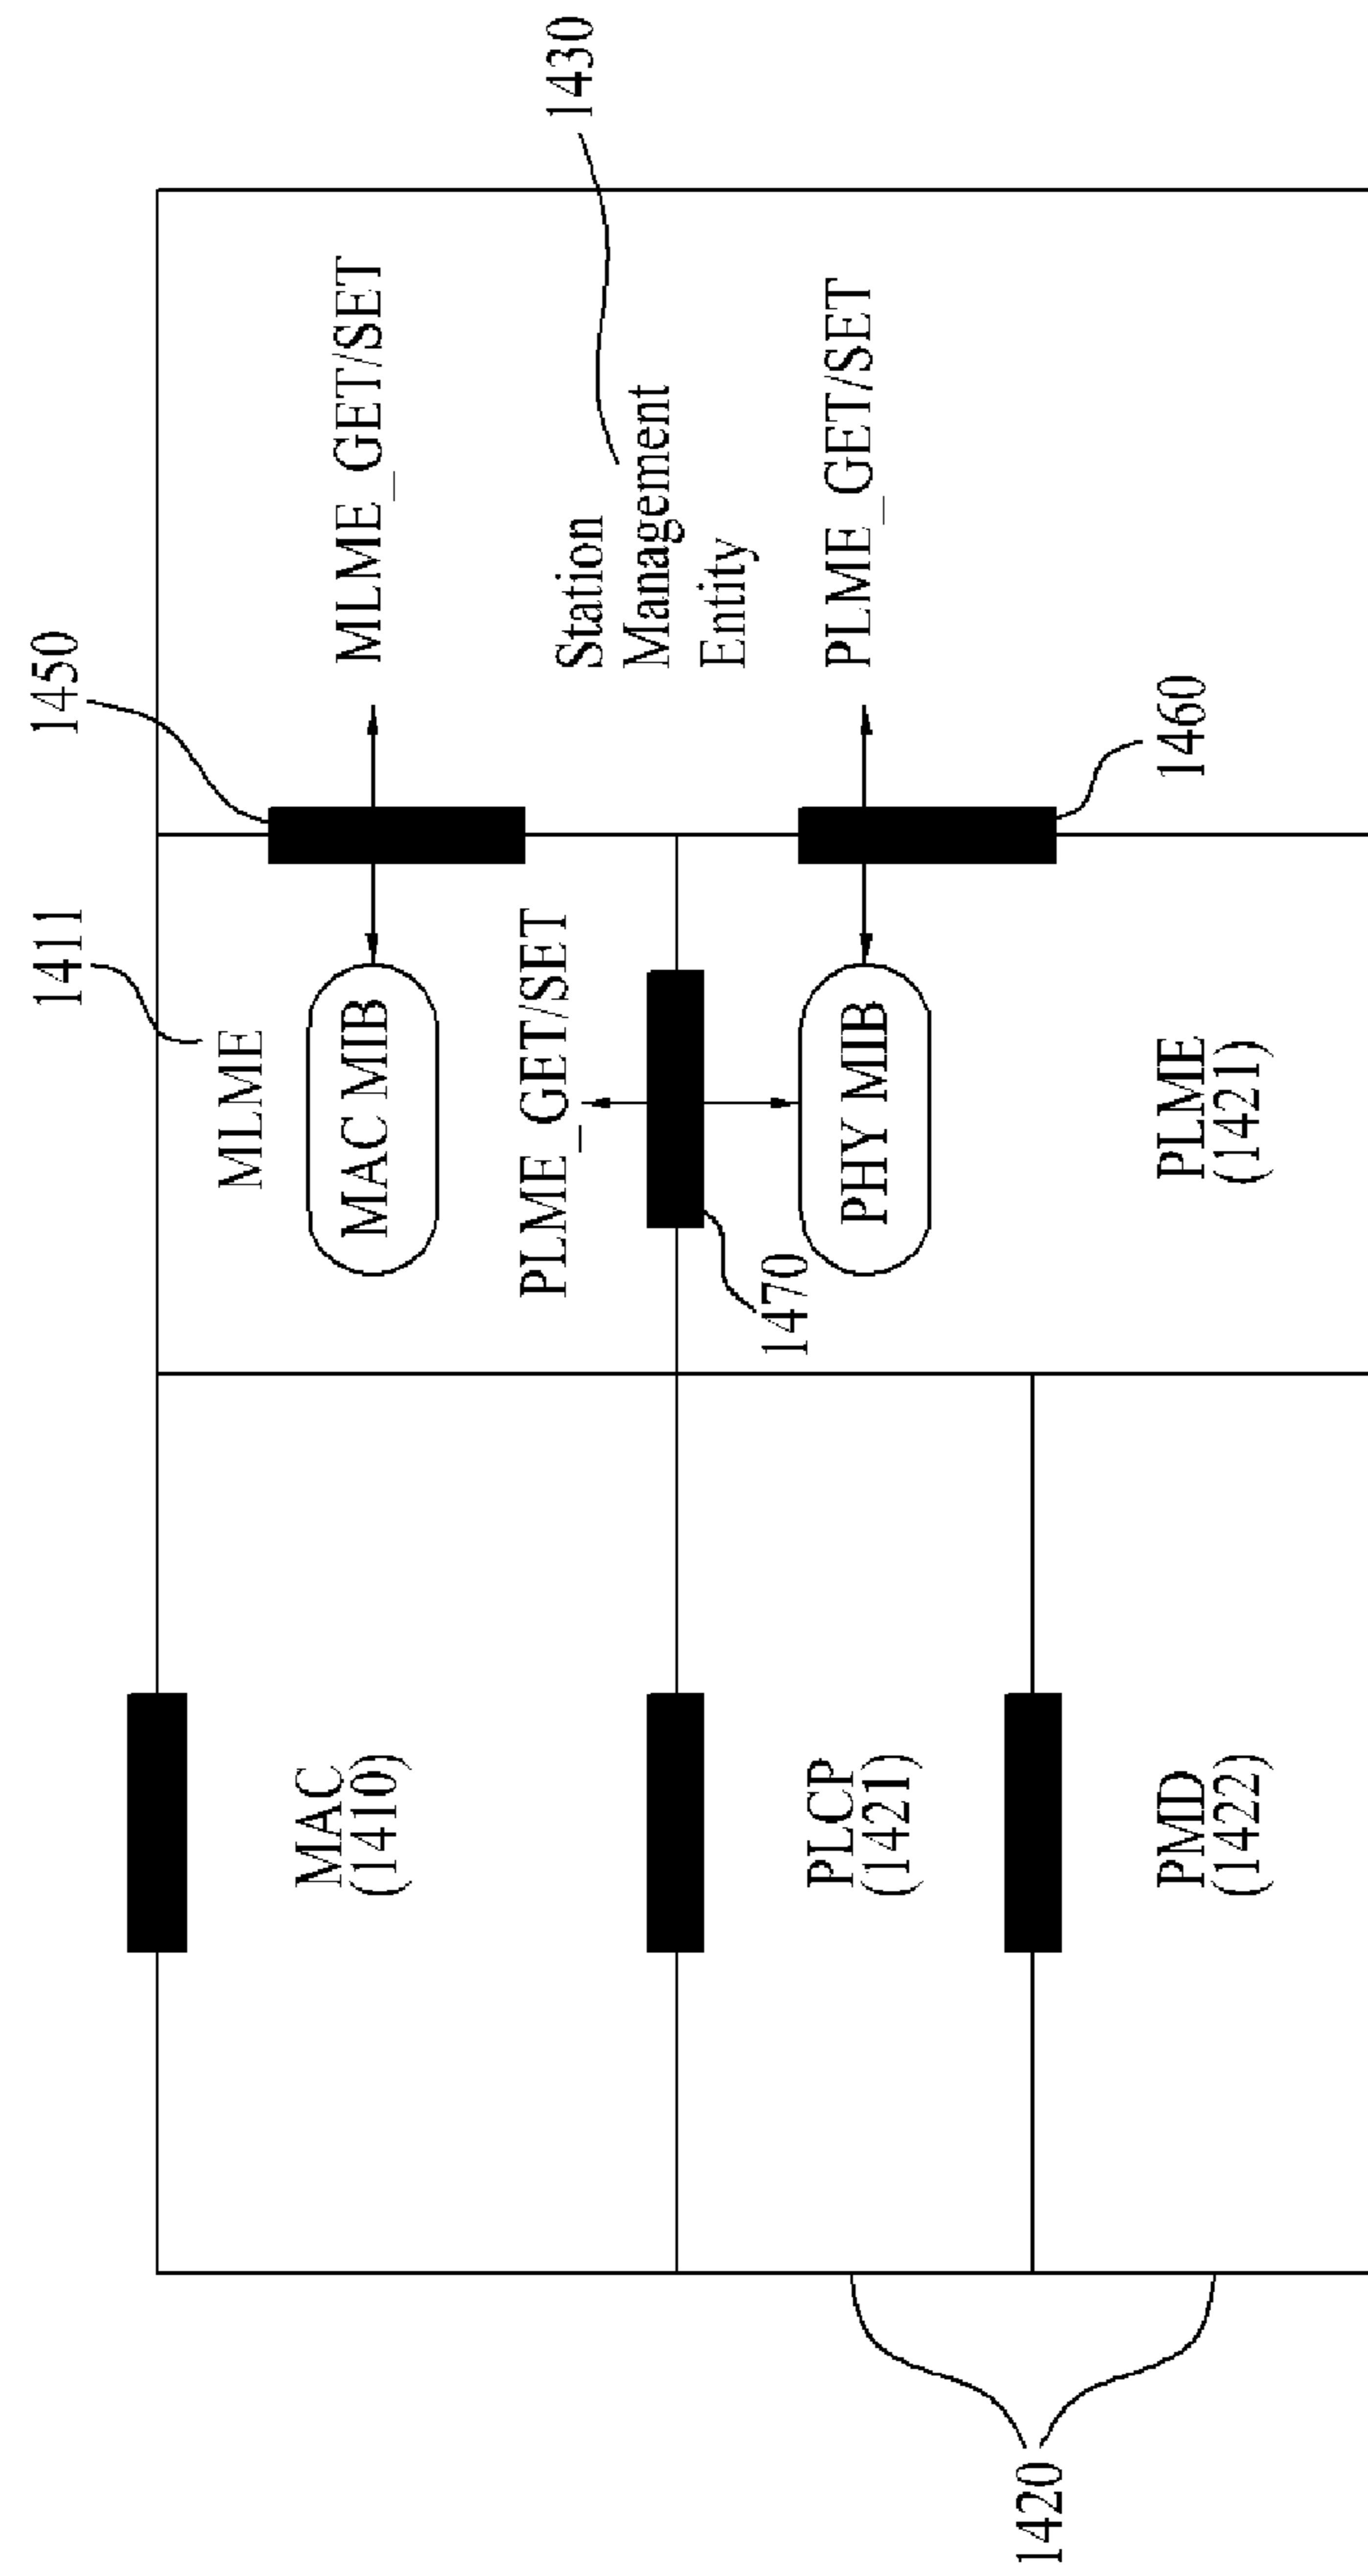 1411
1450
MLME
MAC
(1410)
MAC MIB
MLME_GET/SET
PLME_GET/SET
1430
Station
Management
Entity
1470
PLCP
(1421)
PHY MIB
PLME_GET/SET
1420
PMD
(1422)
PLME
(1421)
1460